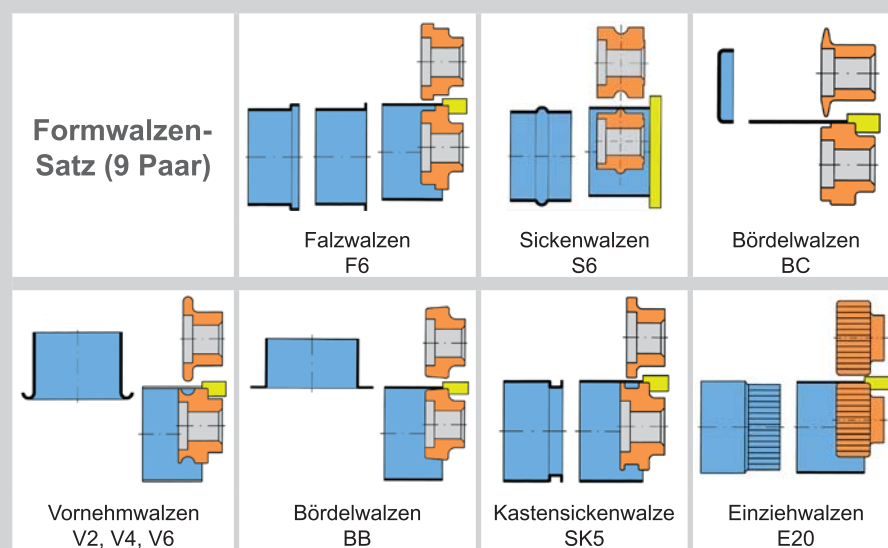 Formwalzen-
Satz (9 Paar)
Falzwalzen
F6
Sickenwalzen
S6
Bördelwalzen
BC
Vornehmwalzen
V2, V4, V6
Bördelwalzen
BB
Kastensickenwalze
SK5
Einziehwalzen
E20